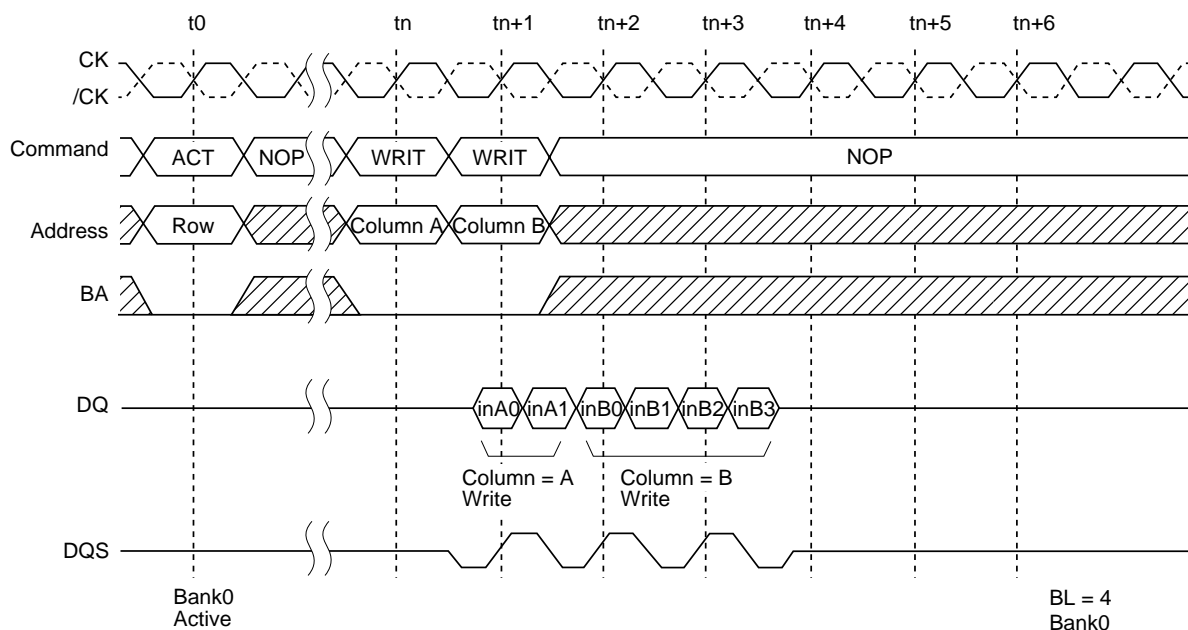 t0 tn tn+1 tn+2 tn+3 tn+4 tn+5 tn+6
CK
/CK
Command ACT NOP WRIT WRIT NOP
Address Row Column A Column B
BA
DQ inA0 inA1 inB0 inB1 inB2 inB3
Column = A Column = B
Write Write
DQS
Bank0 BL = 4
Active Bank0